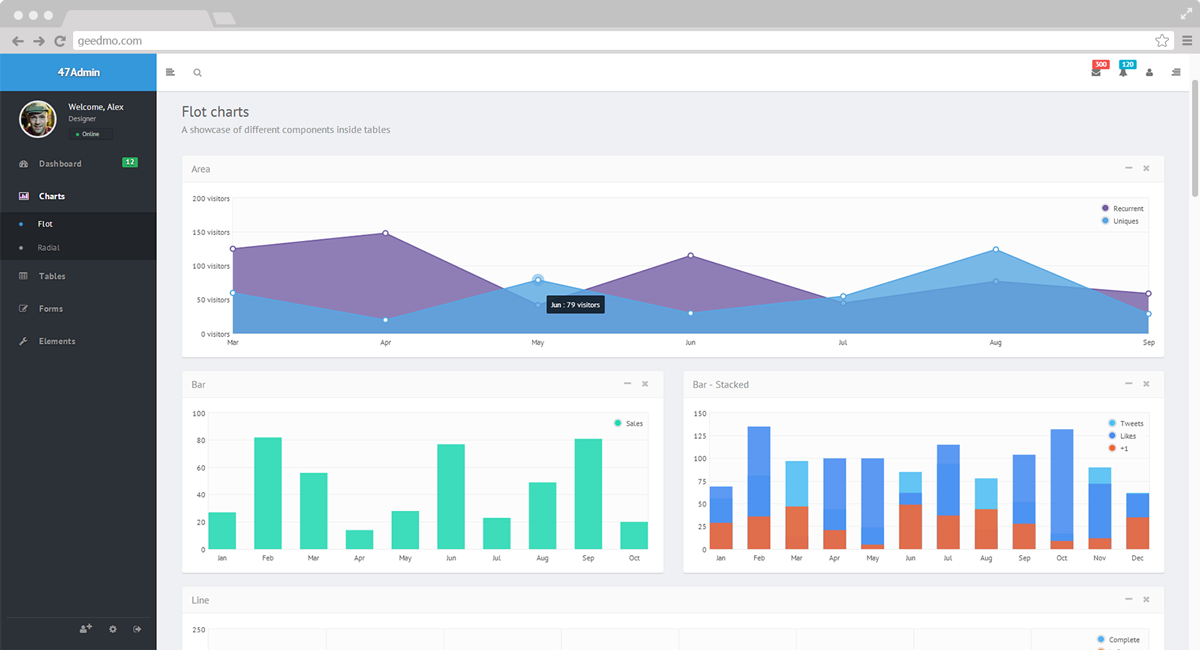 geedmo.com
47Admin
300
120
Welcome, Alex
Designer
Online
Dashboard
12
Charts
Flot
Radial
Tables
Forms
Elements
Flot charts
A showcase of different components inside tables
Area
200 visitors
150 visitors
100 visitors
50 visitors
0 visitors
Recurrent
Uniques
Jun : 79 visitors
Mar Apr May Jun Jul Aug Sep
Bar
100
80
60
40
20
0
Sales
Jan Feb Mar Apr May Jun Jul Aug Sep Oct
Bar - Stacked
150
125
100
75
50
25
0
Tweets
Likes
+1
Jan Feb Mar Apr May Jun Jul Aug Sep Oct Nov Dec
Line
250
Complete